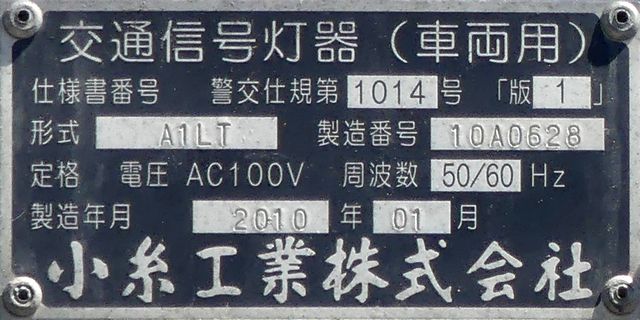 交通信号灯器（車両用）
仕様書番号　警交仕規第 1014 号　「版 1 」
形式　A1LT　製造番号　10A0628
定格　電圧 AC100V　周波数 50/60 Hz
製造年月　2010 年 01 月
小糸工業株式会社